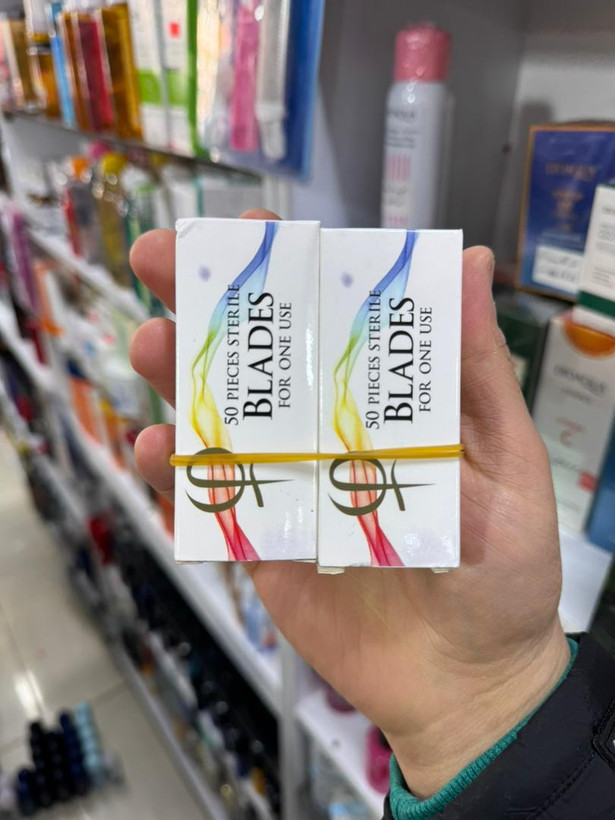 50 PIECES STERILE
BLADES
FOR ONE USE
50 PIECES STERILE
BLADES
FOR ONE USE